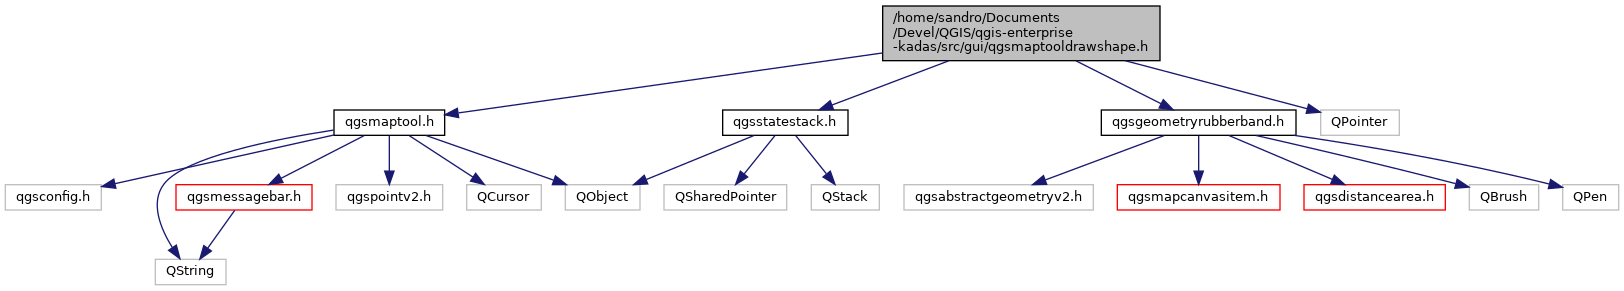 /home/sandro/Documents
/Devel/QGIS/qgis-enterprise
-kadas/src/gui/qgsmaptooldrawshape.h
qgsmaptool.h
qgsstatestack.h
qgsgeometryrubberband.h
QPointer
qgsconfig.h
qgsmessagebar.h
qgspointv2.h
QCursor
QObject
QSharedPointer
QStack
qgsabstractgeometryv2.h
qgsmapcanvasitem.h
qgsdistancearea.h
QBrush
QPen
QString